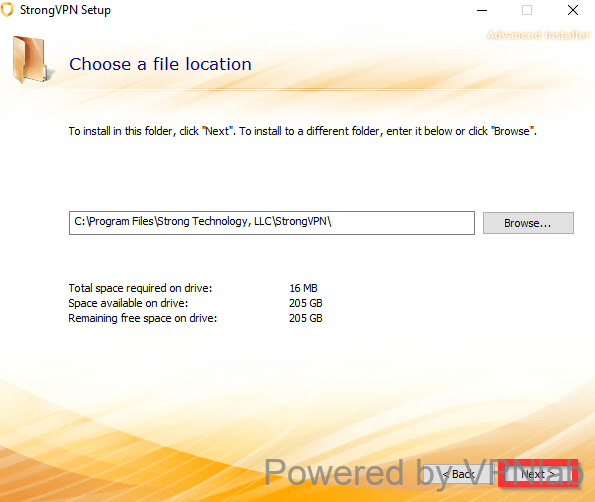 StrongVPN Setup
Advanced Installer
Choose a file location
To install in this folder, click "Next". To install to a different folder, enter it below or click "Browse".
C:\Program Files\Strong Technology, LLC\StrongVPN\
Browse...
Total space required on drive: 16 MB
Space available on drive: 205 GB
Remaining free space on drive: 205 GB
< Back
Next >
Powered by VPNlab